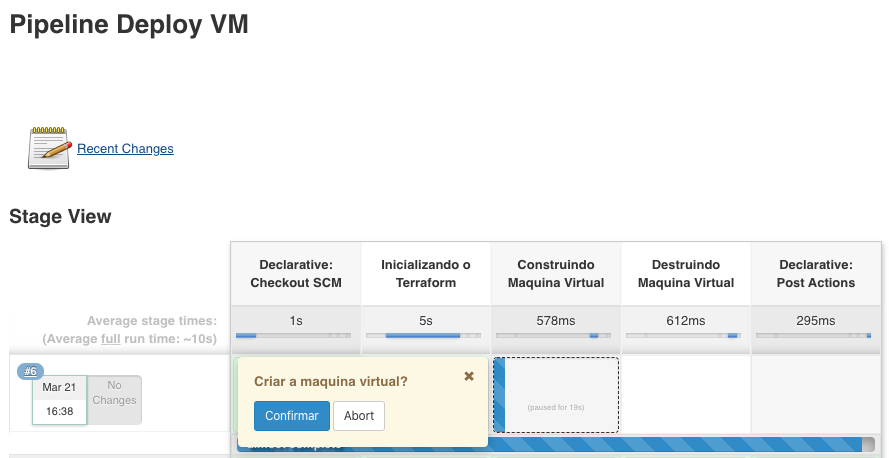 Pipeline Deploy VM
Recent Changes
Stage View
Declarative:
Checkout SCM
Inicializando o
Terraform
Construindo
Maquina Virtual
Destruindo
Maquina Virtual
Declarative:
Post Actions
Average stage times:
(Average full run time: ~10s)
1s
5s
578ms
612ms
295ms
#6
Mar 21
16:38
No
Changes
Criar a maquina virtual?
Confirmar
Abort
(paused for 19s)